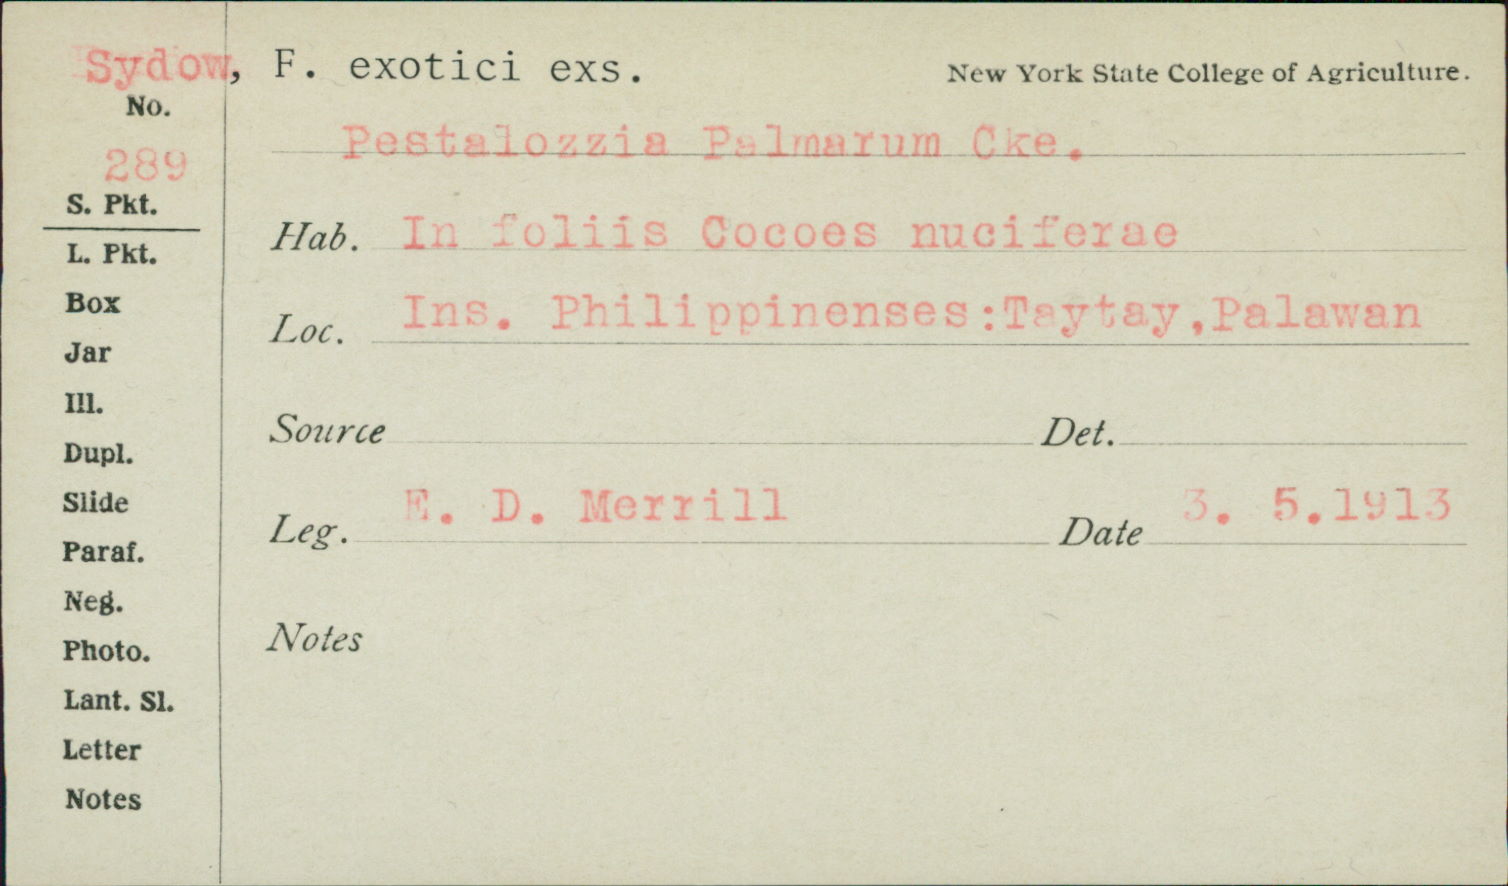 Sydow, F. exotici exs.
New York State College of Agriculture.
No.
289
Pestalozzia Palmarum Cke.
S. Pkt.
Hab. In foliis Cocoes nuciferae
L. Pkt.
Box
Loc. Ins. Philippinenses:Taytay,Palawan
Jar
Ill.
Source Det.
Dupl.
Slide
Leg. E. D. Merrill Date 3. 5.1913
Paraf.
Neg.
Notes
Photo.
Lant. Sl.
Letter
Notes